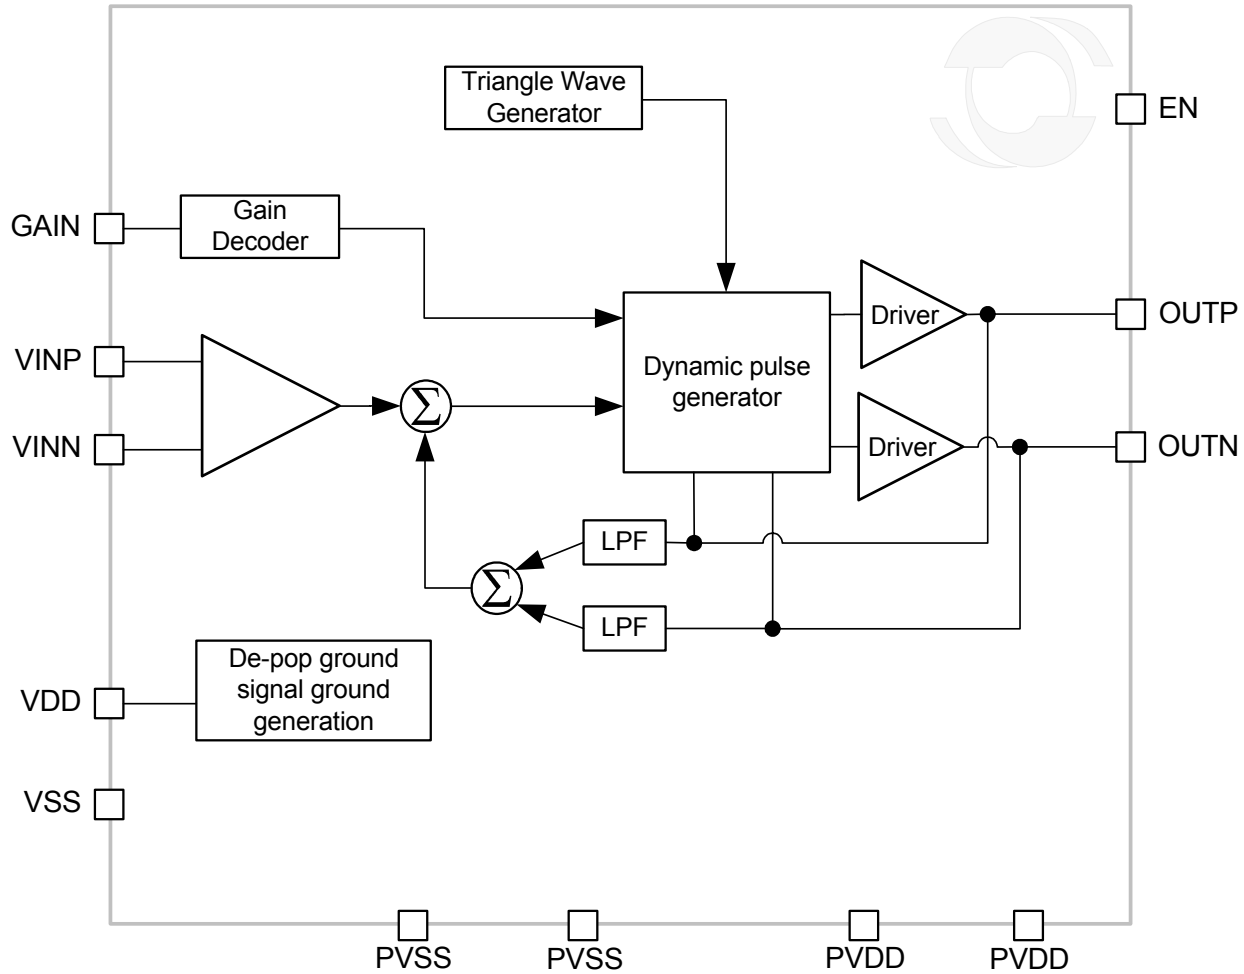 Triangle Wave
Generator
EN
GAIN
Gain
Decoder
VINP
VINN
Σ
Dynamic pulse
generator
Driver
OUTP
Driver
OUTN
LPF
Σ
LPF
De-pop ground
signal ground
generation
VDD
VSS
PVSS
PVSS
PVDD
PVDD